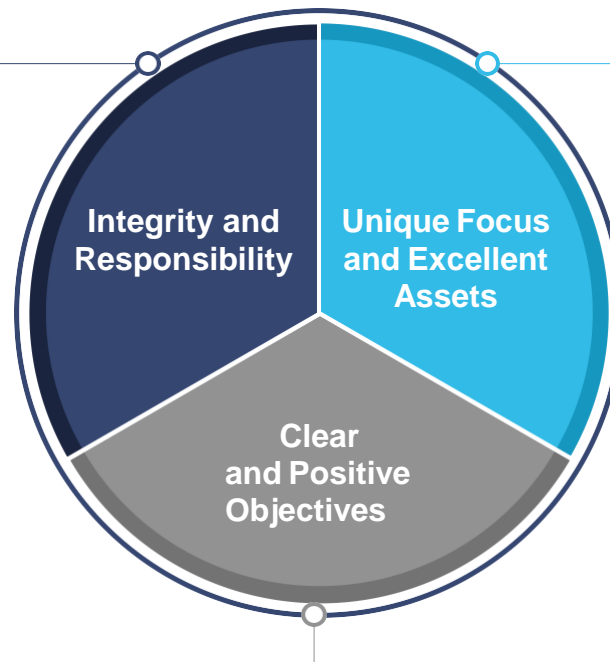 Integrity and
Responsibility
Unique Focus
and Excellent
Assets
Clear
and Positive
Objectives